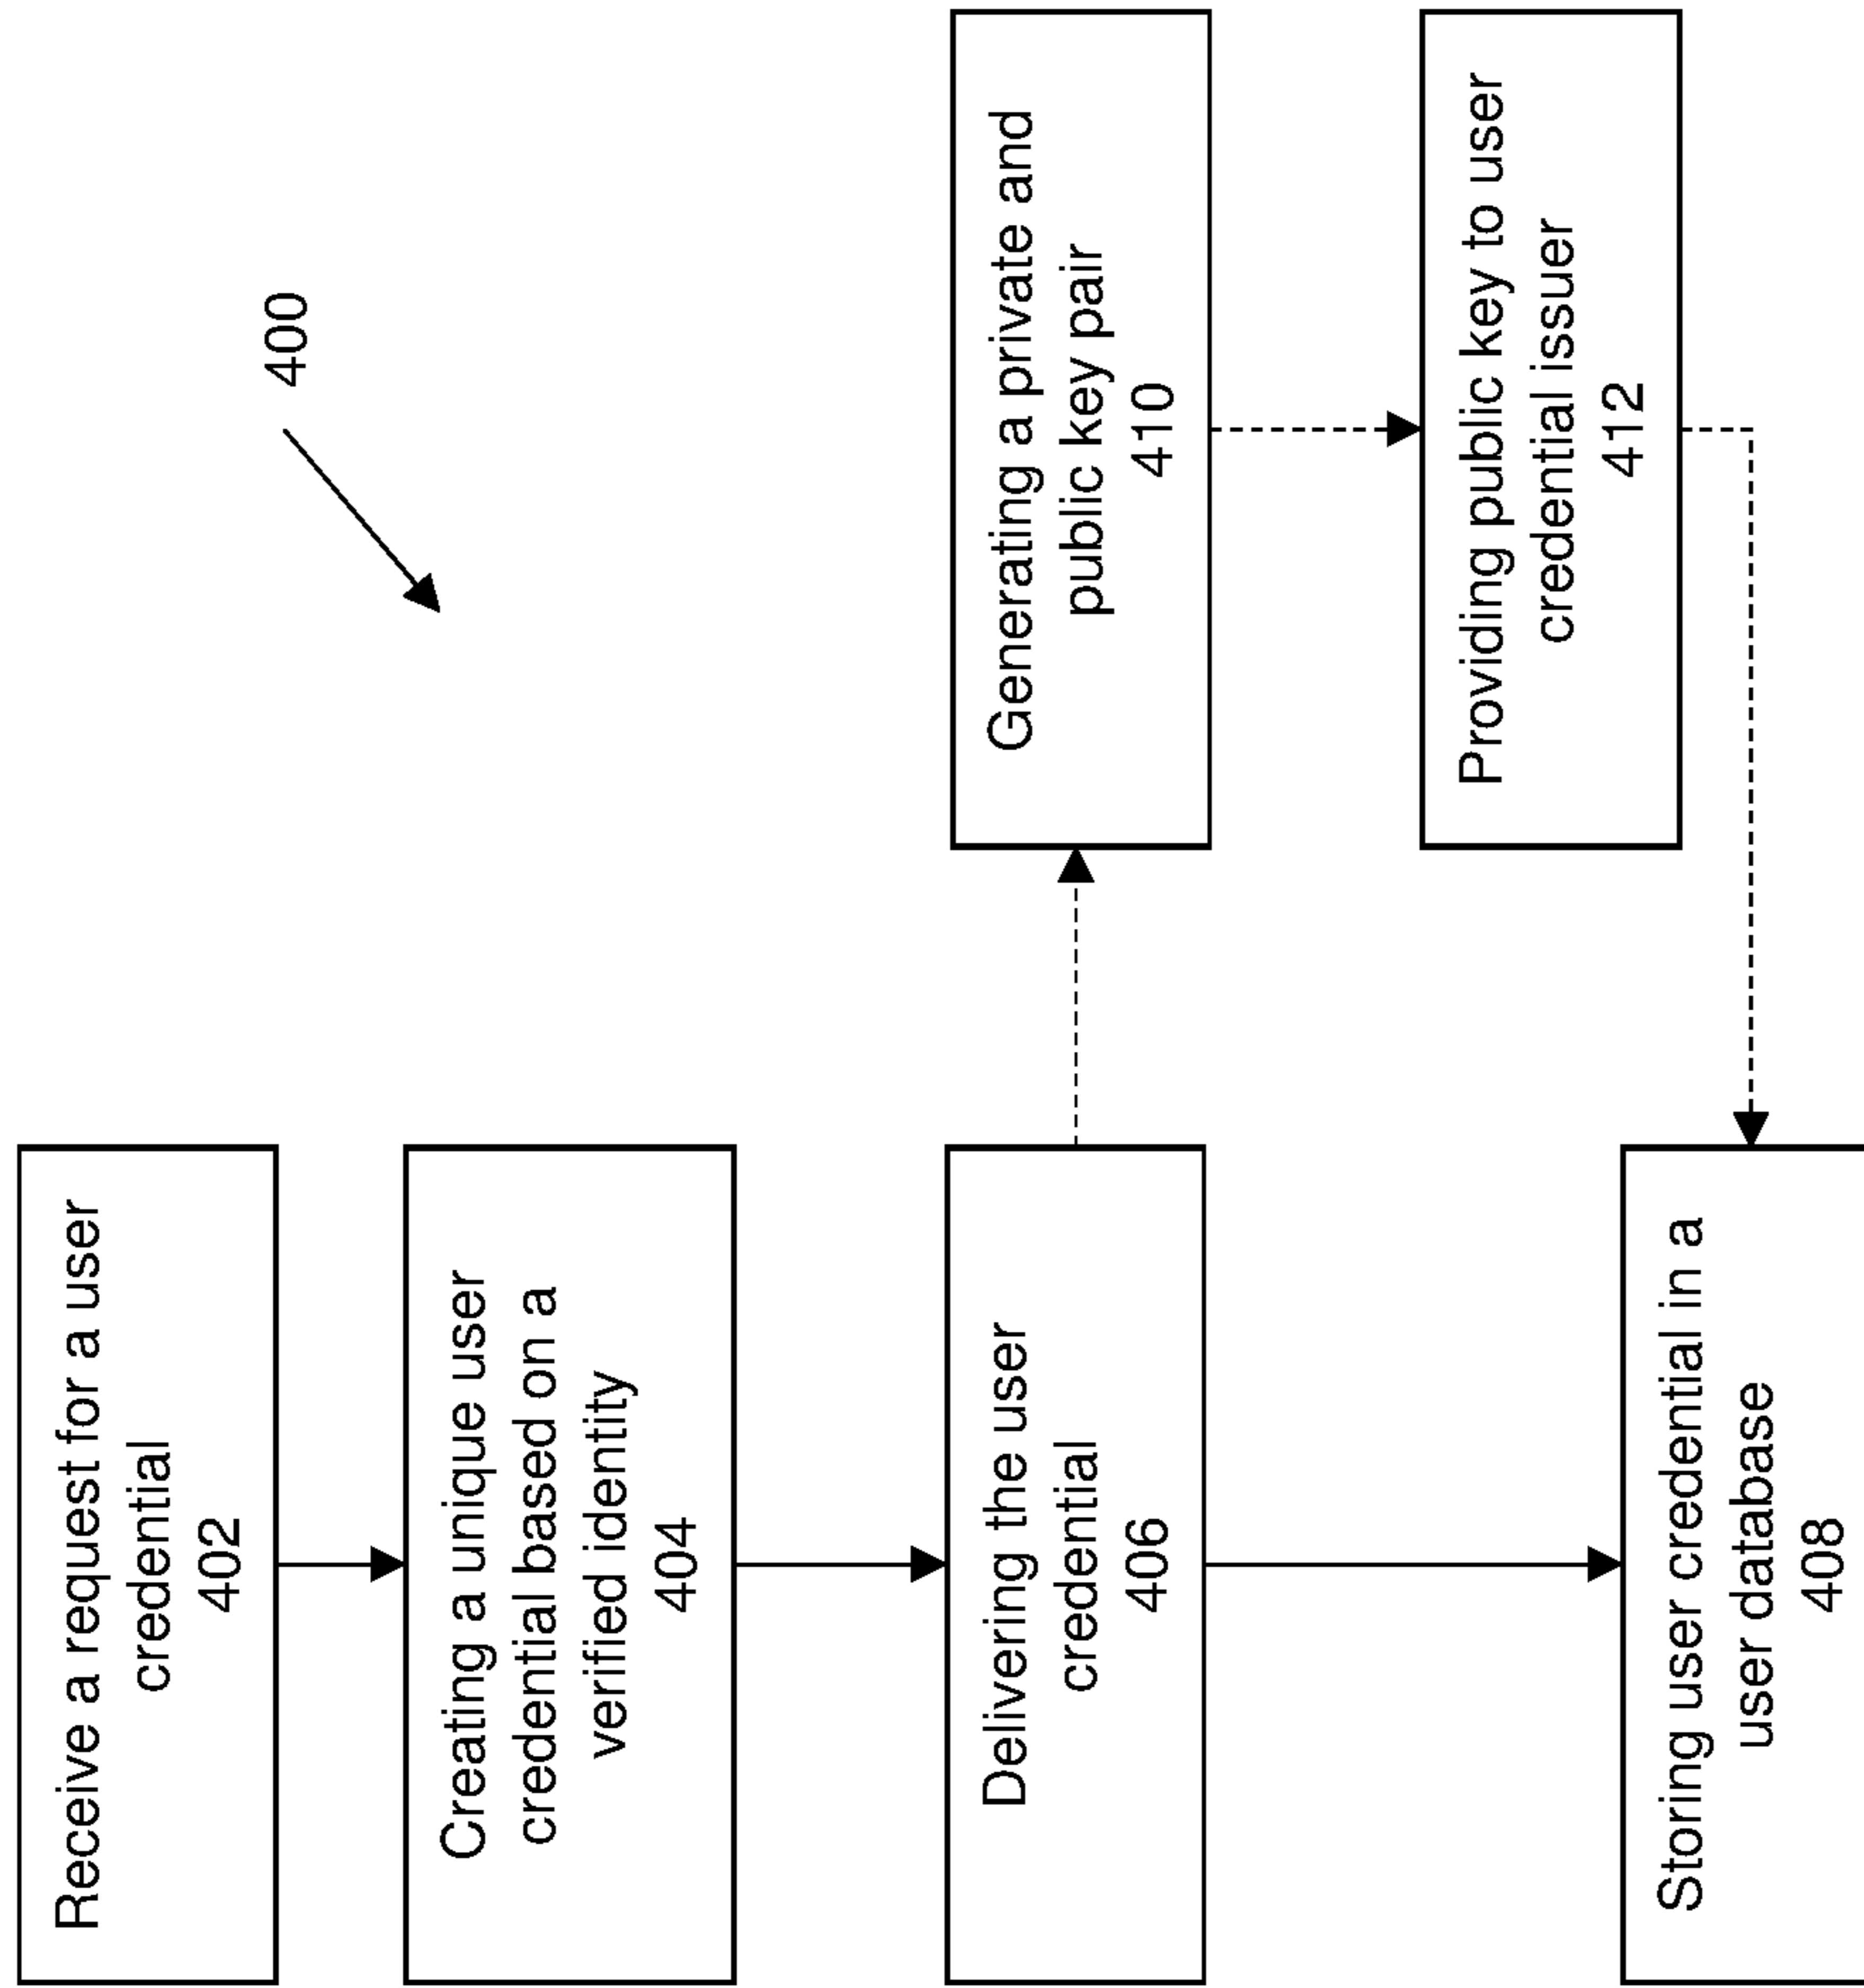 400
Receive a request for a user
credential
402
Creating a unique user
credential based on a
verified identity
404
Delivering the user
credential
406
Generating a private and
public key pair
410
Providing public key to user
credential issuer
412
Storing user credential in a
user database
408